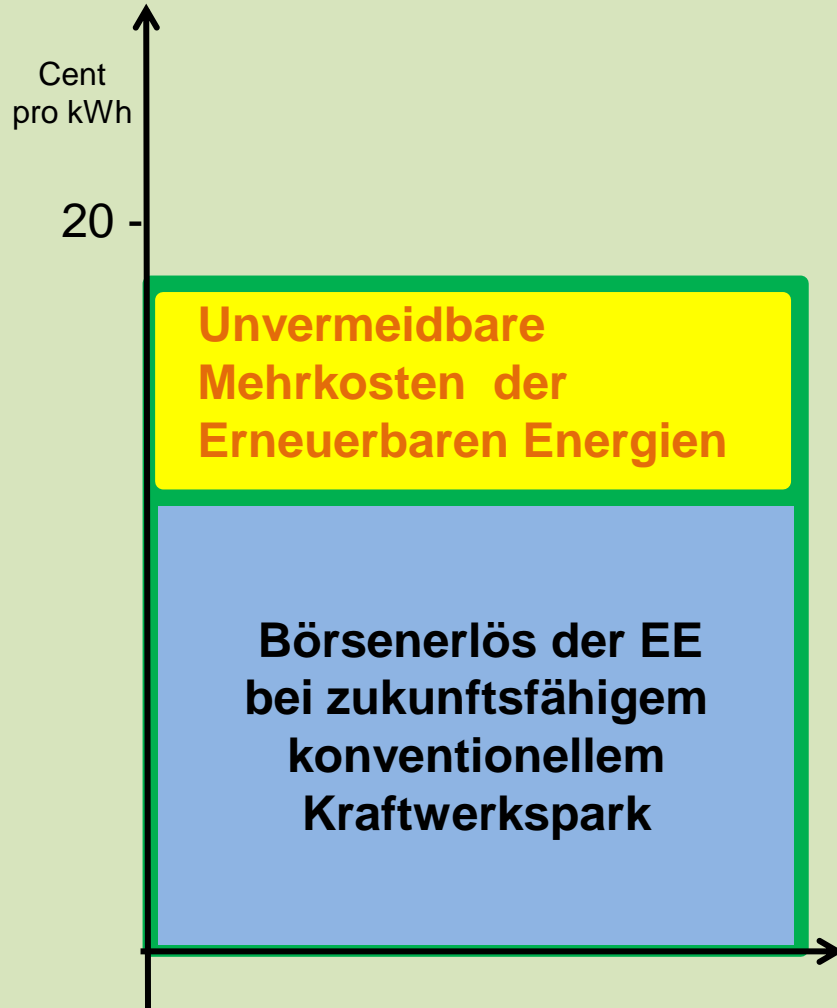 Cent
pro kWh
20 -
Unvermeidbare
Mehrkosten der
Erneuerbaren Energien
Börsenerlös der EE
bei zukunftsfähigem
konventionellem
Kraftwerkspark